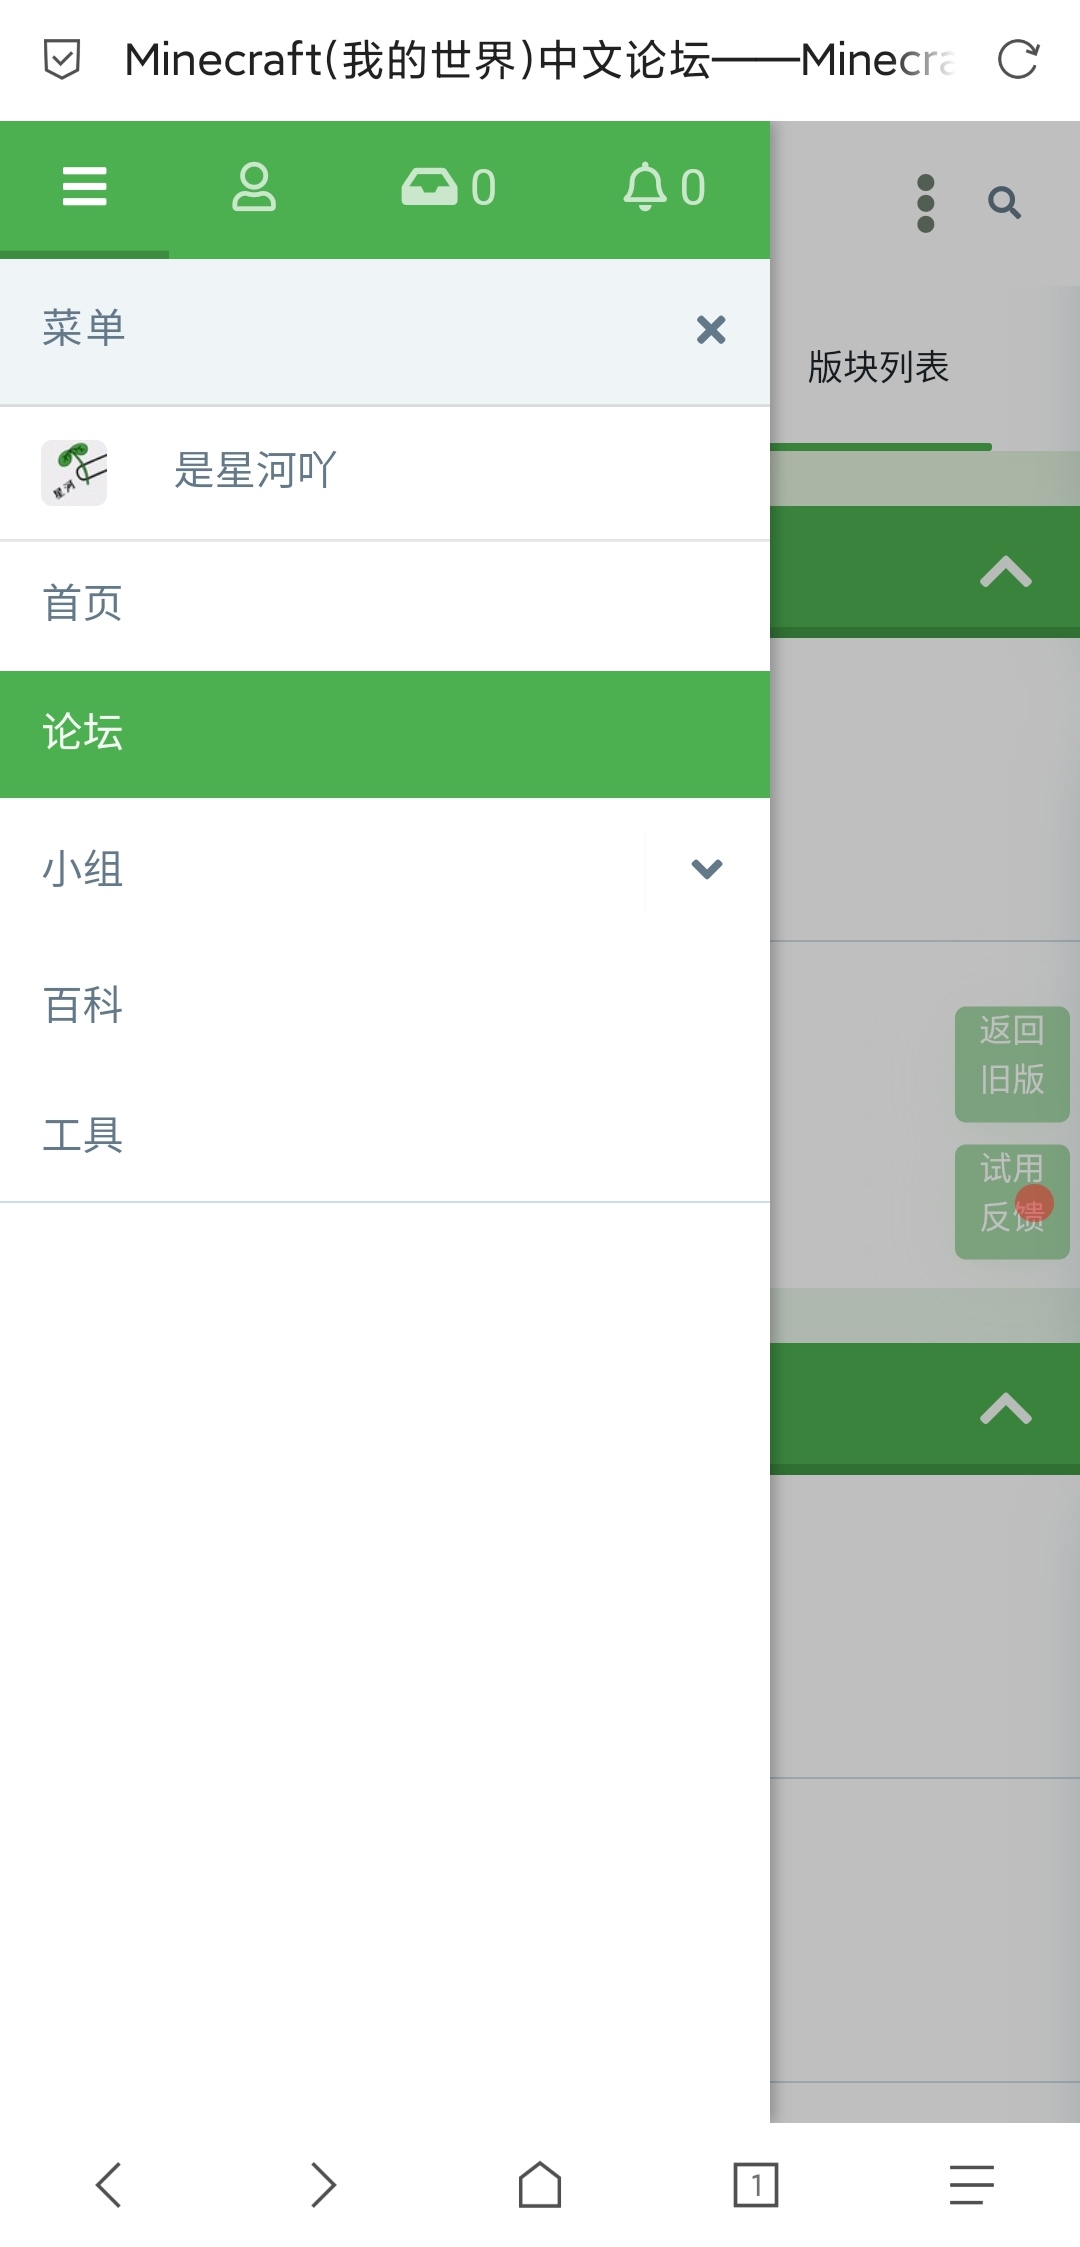 Minecraft(我的世界)中文论坛——Minecra
0
0
菜单
是星河吖
首页
论坛
小组
百科
工具
版块列表
返回
旧版
试用
反馈
1